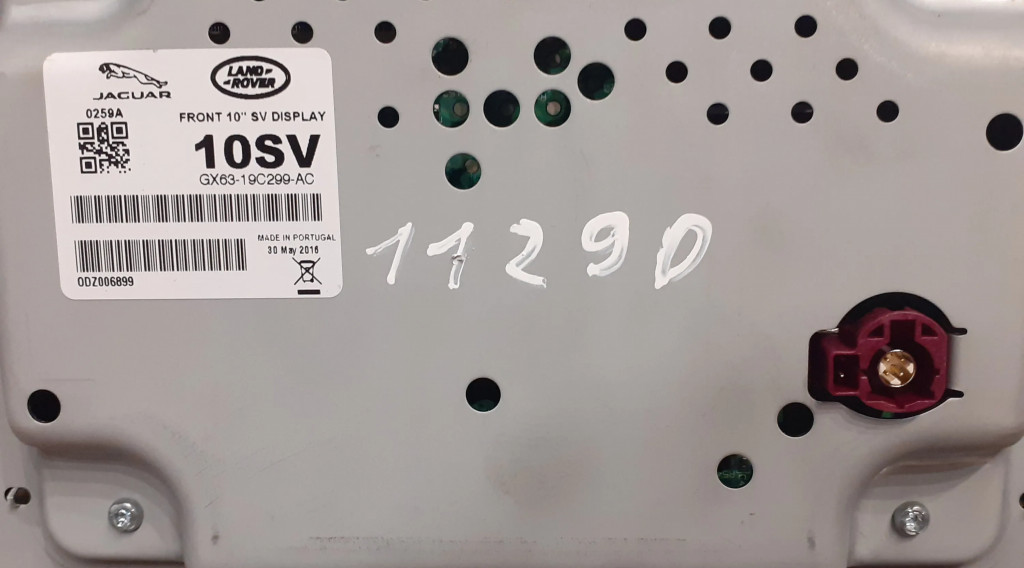 JAGUAR
LAND ROVER
0259A
FRONT 10" SV DISPLAY
10SV
GX63-19C299-AC
MADE IN PORTUGAL
30 May 2016
ODZ006899
1129D